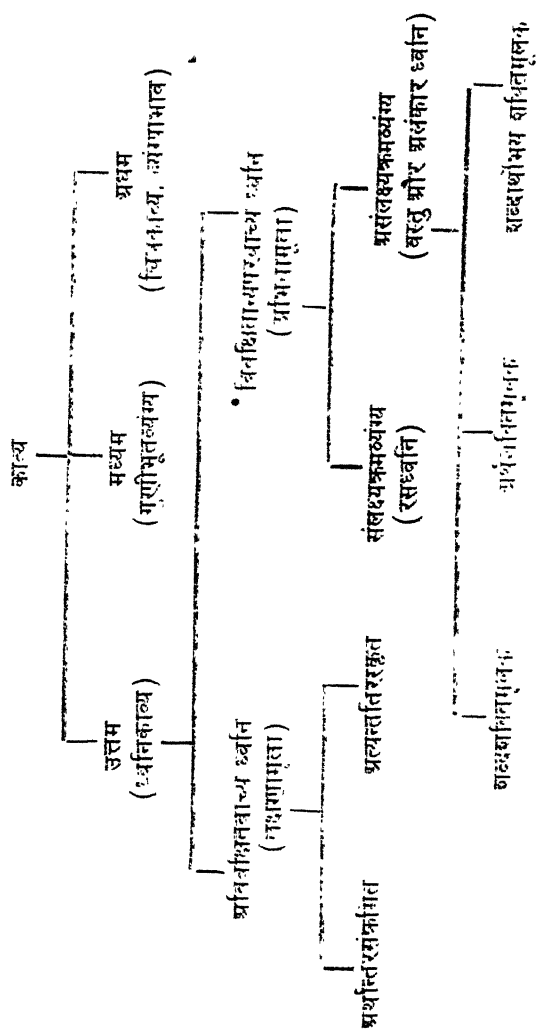 काव्य
उत्तम
(ध्वनिकाव्य)
मध्यम
(गुणीभूतव्यंग्य)
अधम
(चित्रकाव्य, व्यंग्याभाव)
अविवक्षितवाच्य ध्वनि
(लक्षणामूला)
विवक्षितान्यपरवाच्य ध्वनि
(अभिधामूला)
अर्थान्तरसंक्रमित
अत्यन्ततिरस्कृत
संलक्ष्यक्रमव्यंग्य
(रसध्वनि)
असंलक्ष्यक्रमव्यंग्य
(वस्तु और अलंकार ध्वनि)
शब्दशक्तिमूलक
अर्थशक्तिमूलक
शब्दार्थोभय शक्तिमूलक